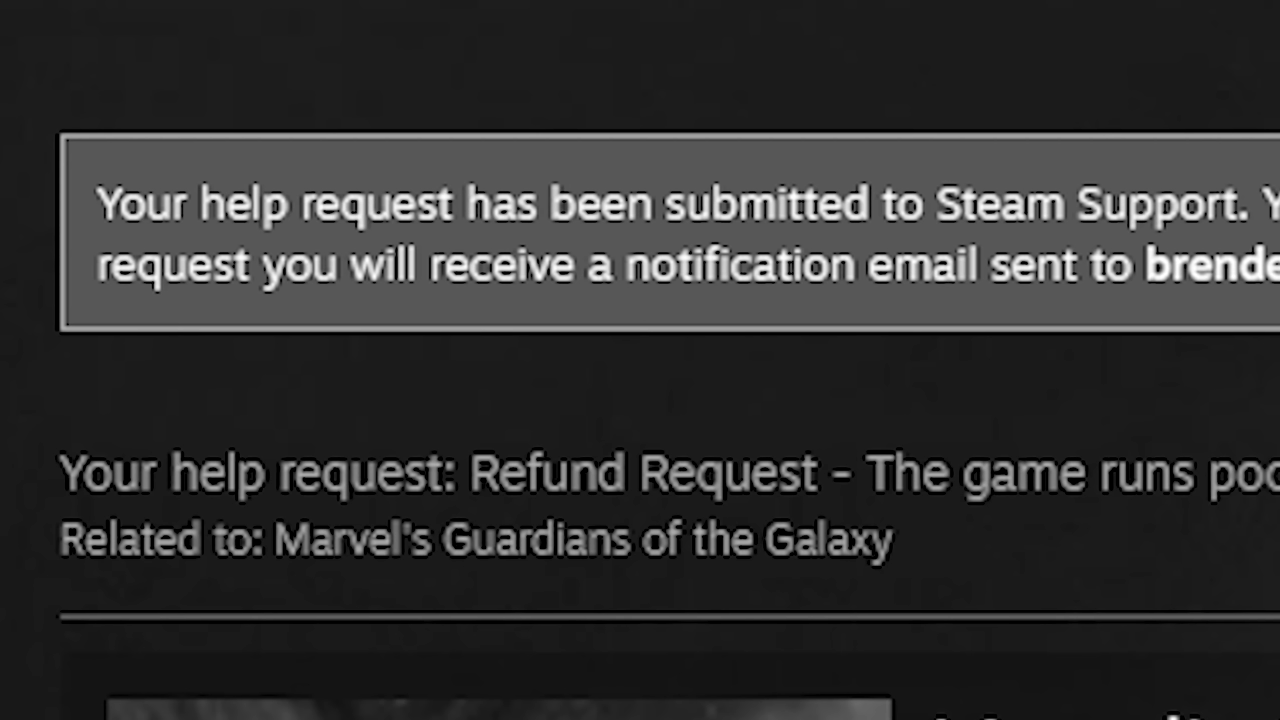 Your help request has been submitted to Steam Support.
request you will receive a notification email sent to
Your help request: Refund Request - The game runs
Related to: Marvel's Guardians of the Galaxy